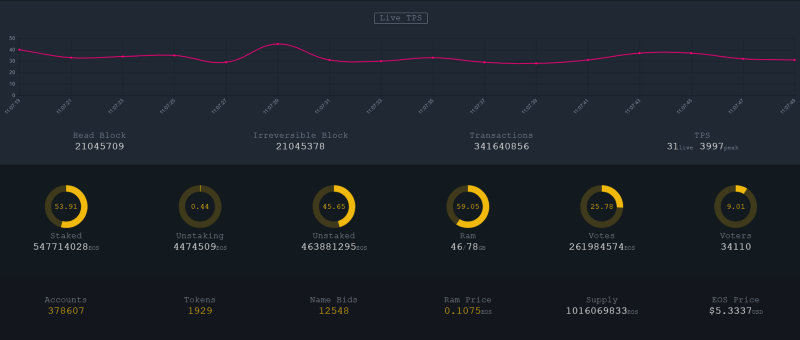 Live TPS
50
40
30
20
10
0
11:07:19 11:07:21 11:07:23 11:07:25 11:07:27 11:07:29 11:07:31 11:07:33 11:07:35 11:07:37 11:07:39 11:07:41 11:07:43 11:07:45 11:07:47 11:07:49
Head Block Irreversible Block Transactions TPS
21045709 21045378 341640856 31live 3997peak
53.91 0.44 45.65 59.05 25.78 9.01
Staked Unstaking Unstaked Ram Votes Voters
547714028EOS 4474509EOS 463881295EOS 46/78GB 261984574EOS 34110
Accounts Tokens Name Bids Ram Price Supply EOS Price
378607 1929 12548 0.1075EOS 1016069833EOS $5.3337USD